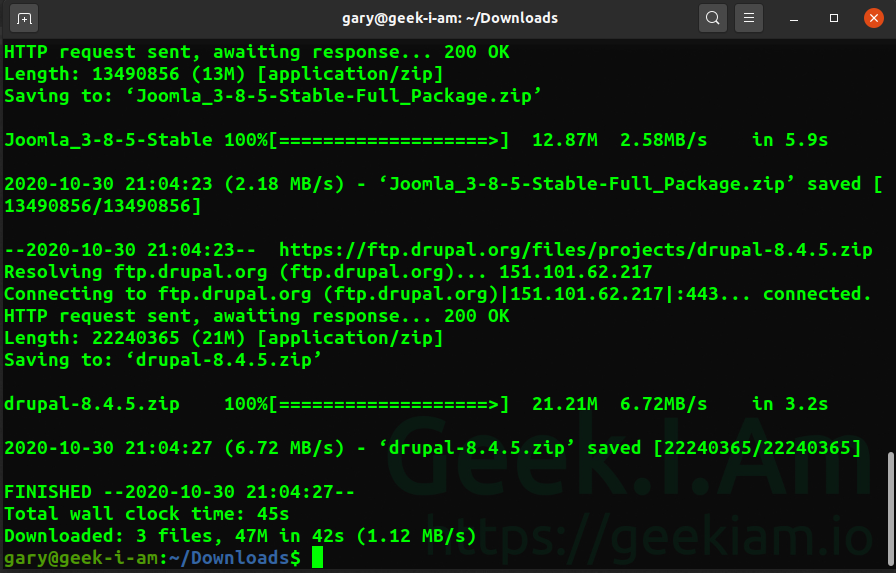 gary@geek-i-am: ~/Downloads
HTTP request sent, awaiting response... 200 OK
Length: 13490856 (13M) [application/zip]
Saving to: ‘Joomla_3-8-5-Stable-Full_Package.zip’
Joomla_3-8-5-Stable 100%[===================>]  12.87M  2.58MB/s    in 5.9s
2020-10-30 21:04:23 (2.18 MB/s) - ‘Joomla_3-8-5-Stable-Full_Package.zip’ saved [
13490856/13490856]
--2020-10-30 21:04:23--  https://ftp.drupal.org/files/projects/drupal-8.4.5.zip
Resolving ftp.drupal.org (ftp.drupal.org)... 151.101.62.217
Connecting to ftp.drupal.org (ftp.drupal.org)|151.101.62.217|:443... connected.
HTTP request sent, awaiting response... 200 OK
Length: 22240365 (21M) [application/zip]
Saving to: ‘drupal-8.4.5.zip’
drupal-8.4.5.zip    100%[===================>]  21.21M  6.72MB/s    in 3.2s
2020-10-30 21:04:27 (6.72 MB/s) - ‘drupal-8.4.5.zip’ saved [22240365/22240365]
FINISHED --2020-10-30 21:04:27--
Total wall clock time: 45s
Downloaded: 3 files, 47M in 42s (1.12 MB/s)
gary@geek-i-am:~/Downloads$
Geek.I.Am
https://geekiam.io